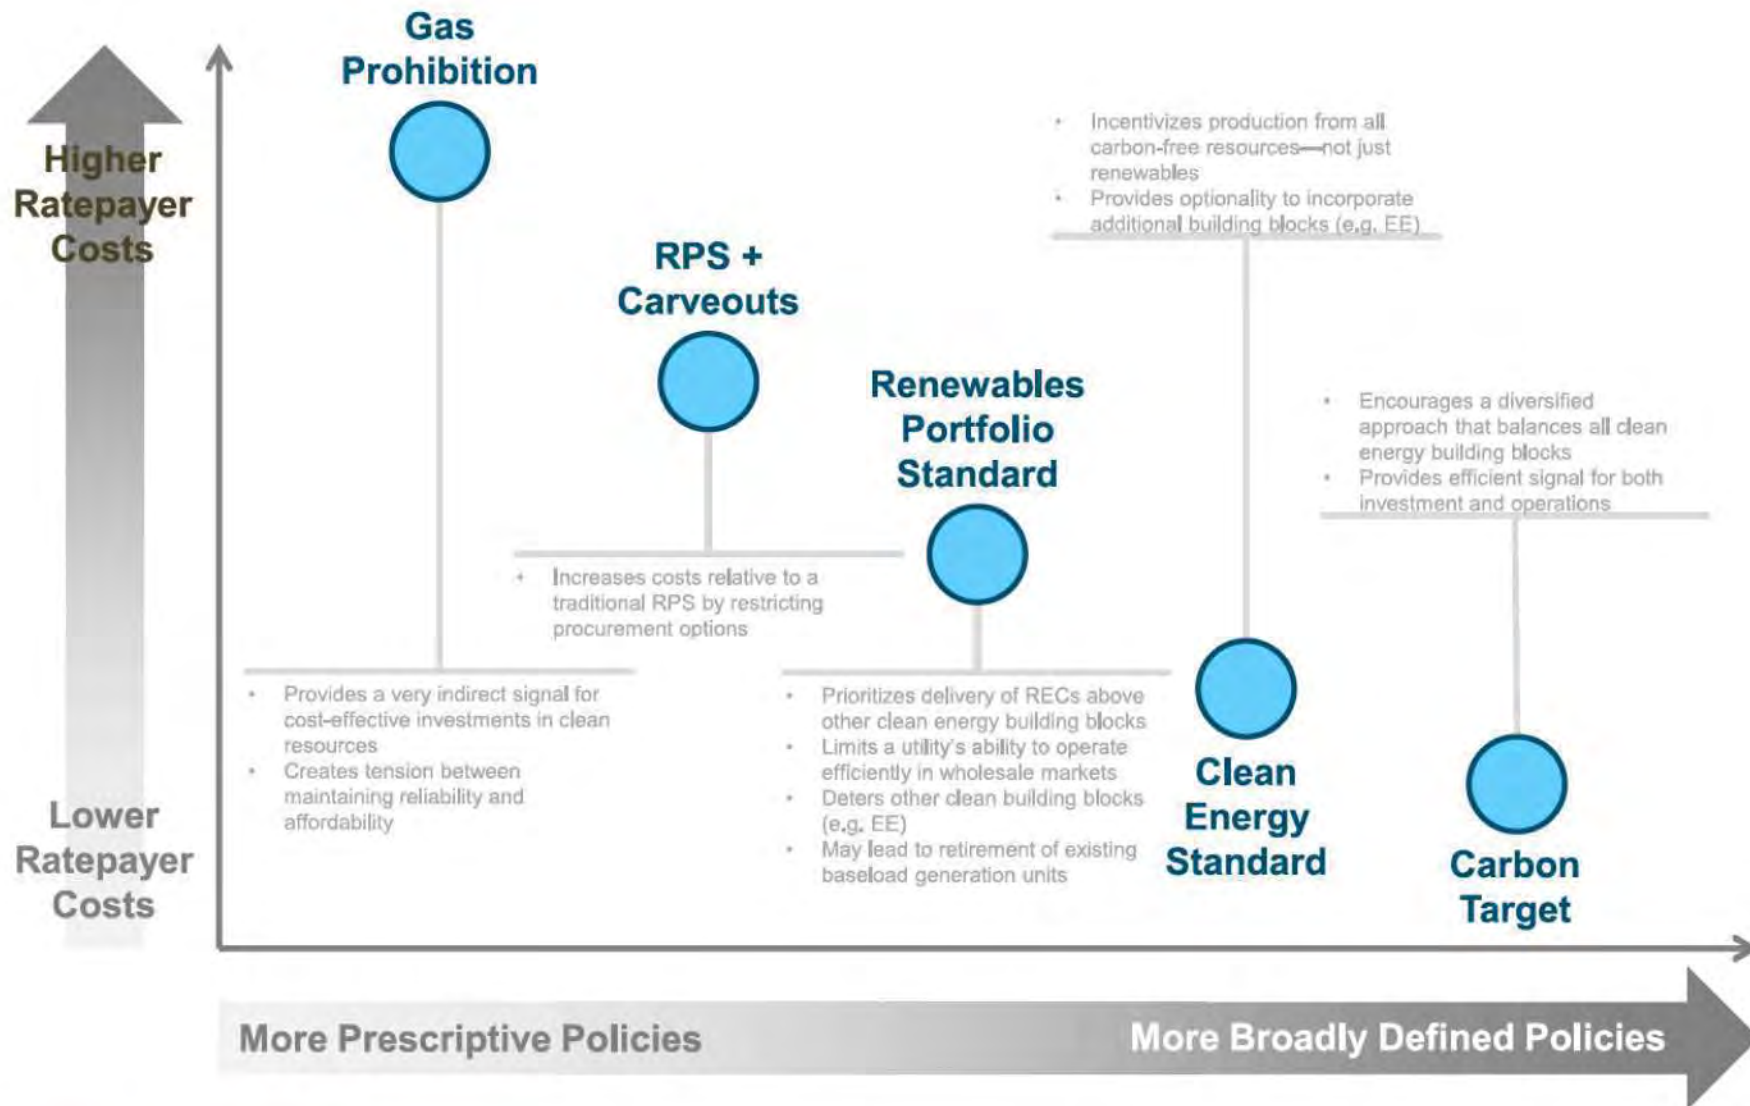 Gas
Prohibition
Higher
Ratepayer
Costs
• Incentivizes production from all
carbon-free resources—not just
renewables
• Provides optionality to incorporate
additional building blocks (e.g. EE)
RPS +
Carveouts
Renewables
Portfolio
Standard
• Encourages a diversified
approach that balances all clean
energy building blocks
• Provides efficient signal for both
investment and operations
• Increases costs relative to a
traditional RPS by restricting
procurement options
• Provides a very indirect signal for
cost-effective investments in clean
resources
• Creates tension between
maintaining reliability and
affordability
• Prioritizes delivery of RECs above
other clean energy building blocks
• Limits a utility's ability to operate
efficiently in wholesale markets
• Deters other clean building blocks
(e.g. EE)
• May lead to retirement of existing
baseload generation units
Clean
Energy
Standard
Carbon
Target
Lower
Ratepayer
Costs
More Prescriptive Policies
More Broadly Defined Policies